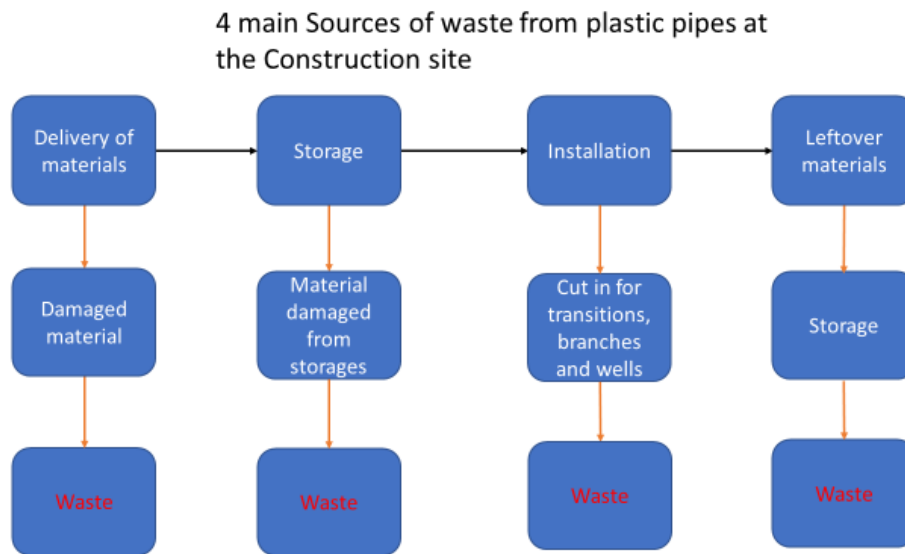 4 main Sources of waste from plastic pipes at
the Construction site
Delivery of
materials
Storage
Installation
Leftover
materials
Damaged
material
Material
damaged
from
storages
Cut in for
transitions,
branches
and wells
Storage
Waste
Waste
Waste
Waste